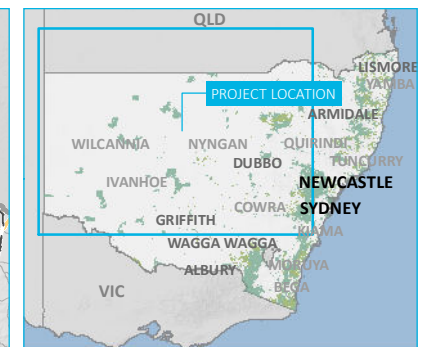 QLD
LISMORE
YAMBA
PROJECT LOCATION
ARMIDALE
WILCANNIA
NYNGAN
QUIRINDI
DUBBO
TUNCURRY
IVANHOE
NEWCASTLE
COWRA
SYDNEY
GRIFFITH
KIAMA
WAGGA WAGGA
ALBURY
MORUYA
VIC
BEGA